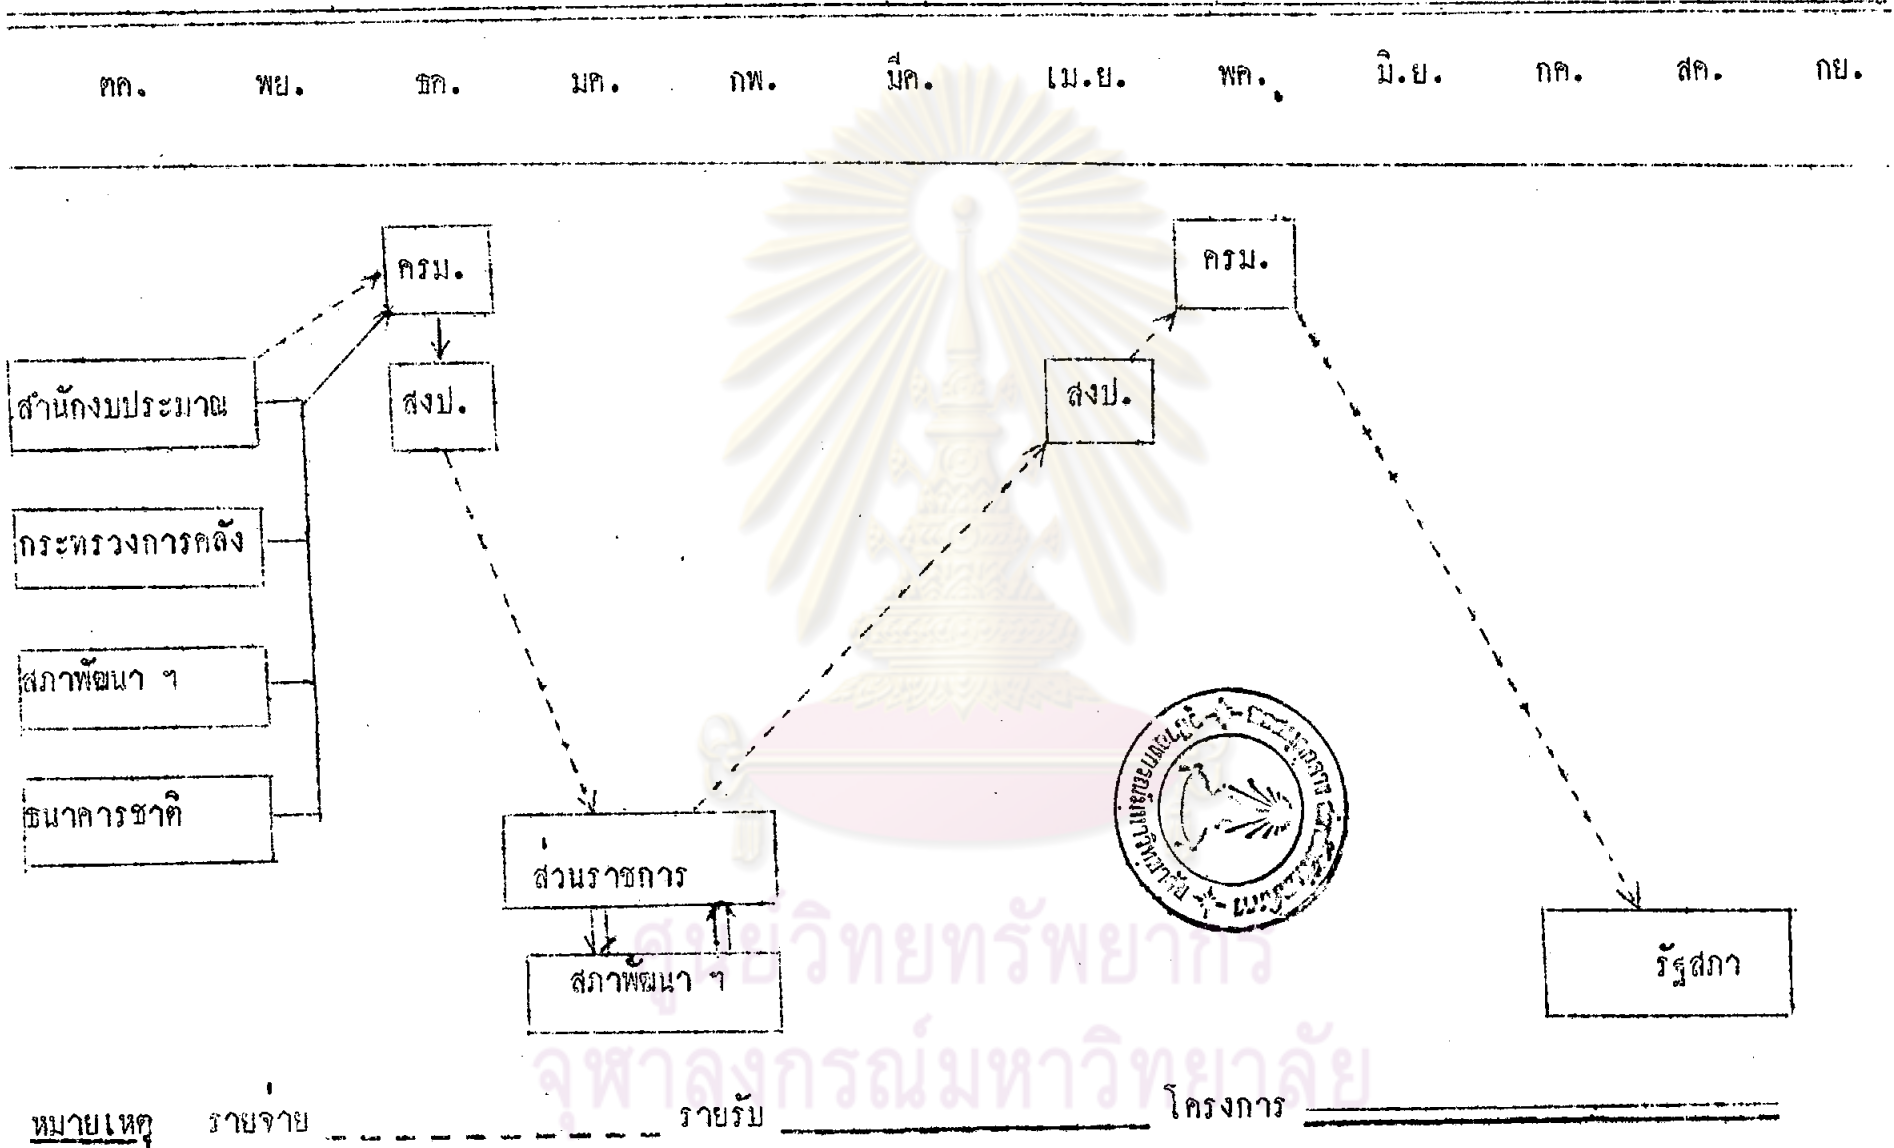 ตค. พย. ธค. มค. กพ. มีค. เม.ย. พค. มิ.ย. กค. สค. กย.
ครม. ครม.
สำนักงบประมาณ สงป. สงป.
กระทรวงการคลัง
สภาพัฒนา ฯ
ธนาคารชาติ
ส่วนราชการ
สภาพัฒนา ฯ รัฐสภา
ศูนย์วิทยทรัพยากร
จุฬาลงกรณ์มหาวิทยาลัย
หมายเหตุ รายจ่าย รายรับ โครงการ